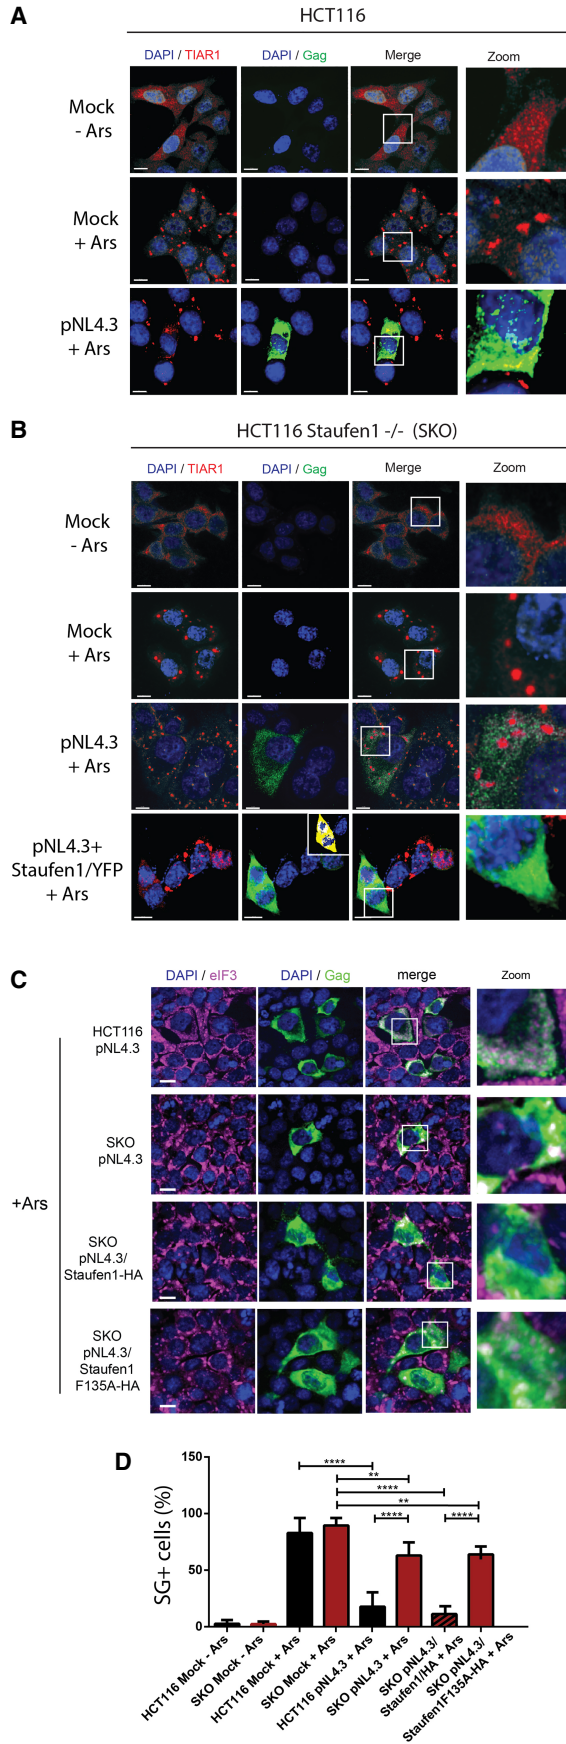 A
HCT116
DAPI / TIAR1
DAPI / Gag
Merge
Zoom
Mock
- Ars
Mock
+ Ars
pNL4.3
+ Ars
B
HCT116 Staufen1 -/- (SKO)
DAPI / TIAR1
DAPI / Gag
Merge
Zoom
Mock
- Ars
Mock
+ Ars
pNL4.3
+ Ars
pNL4.3+
Staufen1/YFP
+ Ars
C
DAPI / eIF3
DAPI / Gag
merge
Zoom
+Ars
HCT116
pNL4.3
SKO
pNL4.3
SKO
pNL4.3/
Staufen1-HA
SKO
pNL4.3/
Staufen1
F135A-HA
D
SG+ cells (%)
150
100
50
0
****
**
****
**
****
****
HCT116 Mock - Ars
SKO Mock - Ars
HCT116 Mock + Ars
SKO Mock + Ars
HCT116 pNL4.3 + Ars
SKO pNL4.3 + Ars
SKO pNL4.3/
Staufen1/HA + Ars
SKO pNL4.3/
Staufen1F135A-HA + Ars